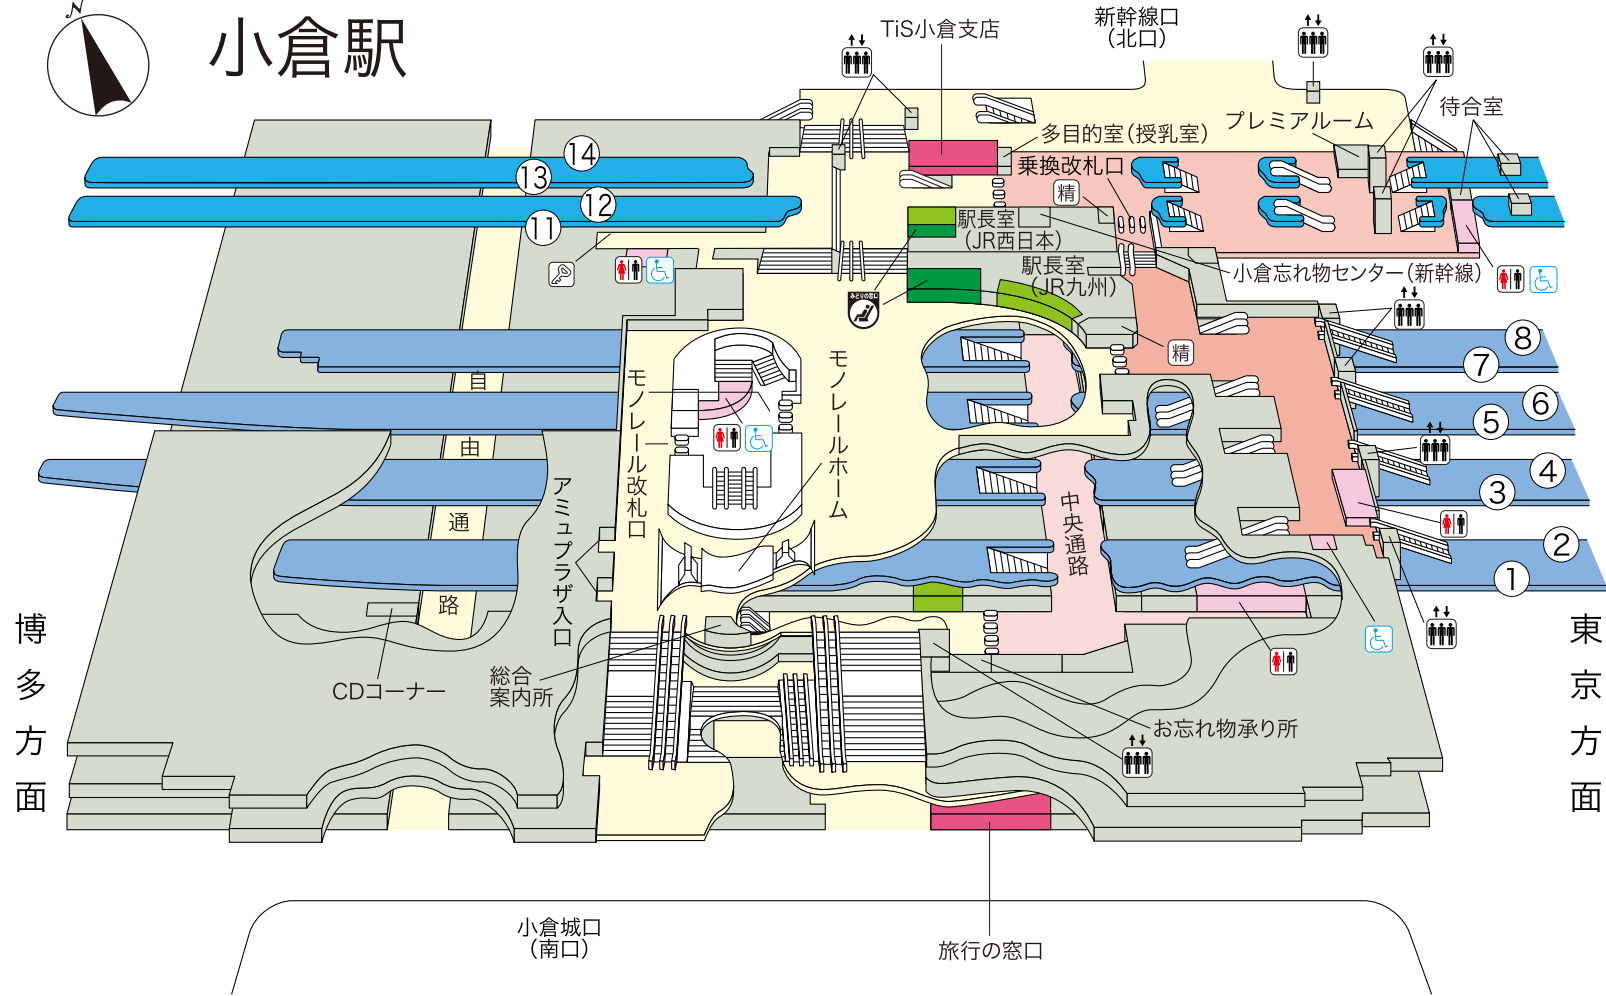 N
小倉駅
TiS小倉支店
新幹線口
(北口)
待合室
プレミアルーム
多目的室(授乳室)
乗換改札口
精
駅長室
(JR西日本)
駅長室
(JR九州)
小倉忘れ物センター(新幹線)
みどりの窓口
精
14
13
12
11
8
7
6
5
4
3
2
1
自由通路
モノレール改札口
モノレールホーム
アミュプラザ入口
中央通路
博多方面
東京方面
CDコーナー
総合
案内所
お忘れ物承り所
小倉城口
(南口)
旅行の窓口